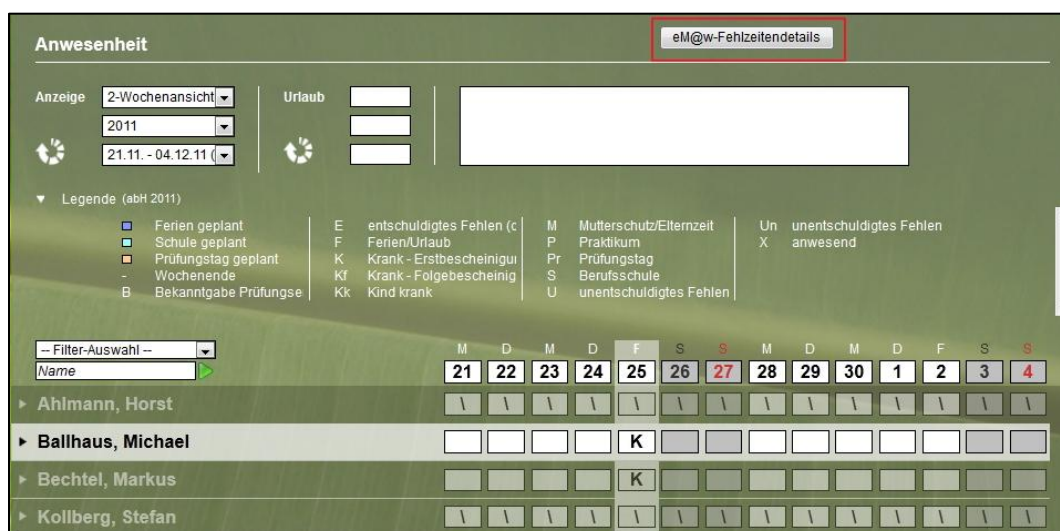 Anwesenheit
eM@w-Fehlzeitendetails
Anzeige 2-Wochenansicht Urlaub
2011
21.11. - 04.12.11 (
Legende (abH 2011)
Ferien geplant E entschuldigtes Fehlen (c M Mutterschutz/Elternzeit Un unentschuldigtes Fehlen
Schule geplant F Ferien/Urlaub P Praktikum X anwesend
Prüfungstag geplant K Krank - Erstbescheinigui Pr Prüfungstag
- Wochenende Kf Krank - Folgebescheinig S Berufsschule
B Bekanntgabe Prüfungse Kk Kind krank U unentschuldigtes Fehlen
-- Filter-Auswahl -- M D M D F S S M D M D F S S
Name 21 22 23 24 25 26 27 28 29 30 1 2 3 4
Ahlmann, Horst \ \ \ \ \ \ \ \ \ \ \ \ \ \
Ballhaus, Michael K
Bechtel, Markus K
Kollberg, Stefan \ \ \ \ \ \ \ \ \ \ \ \ \ \